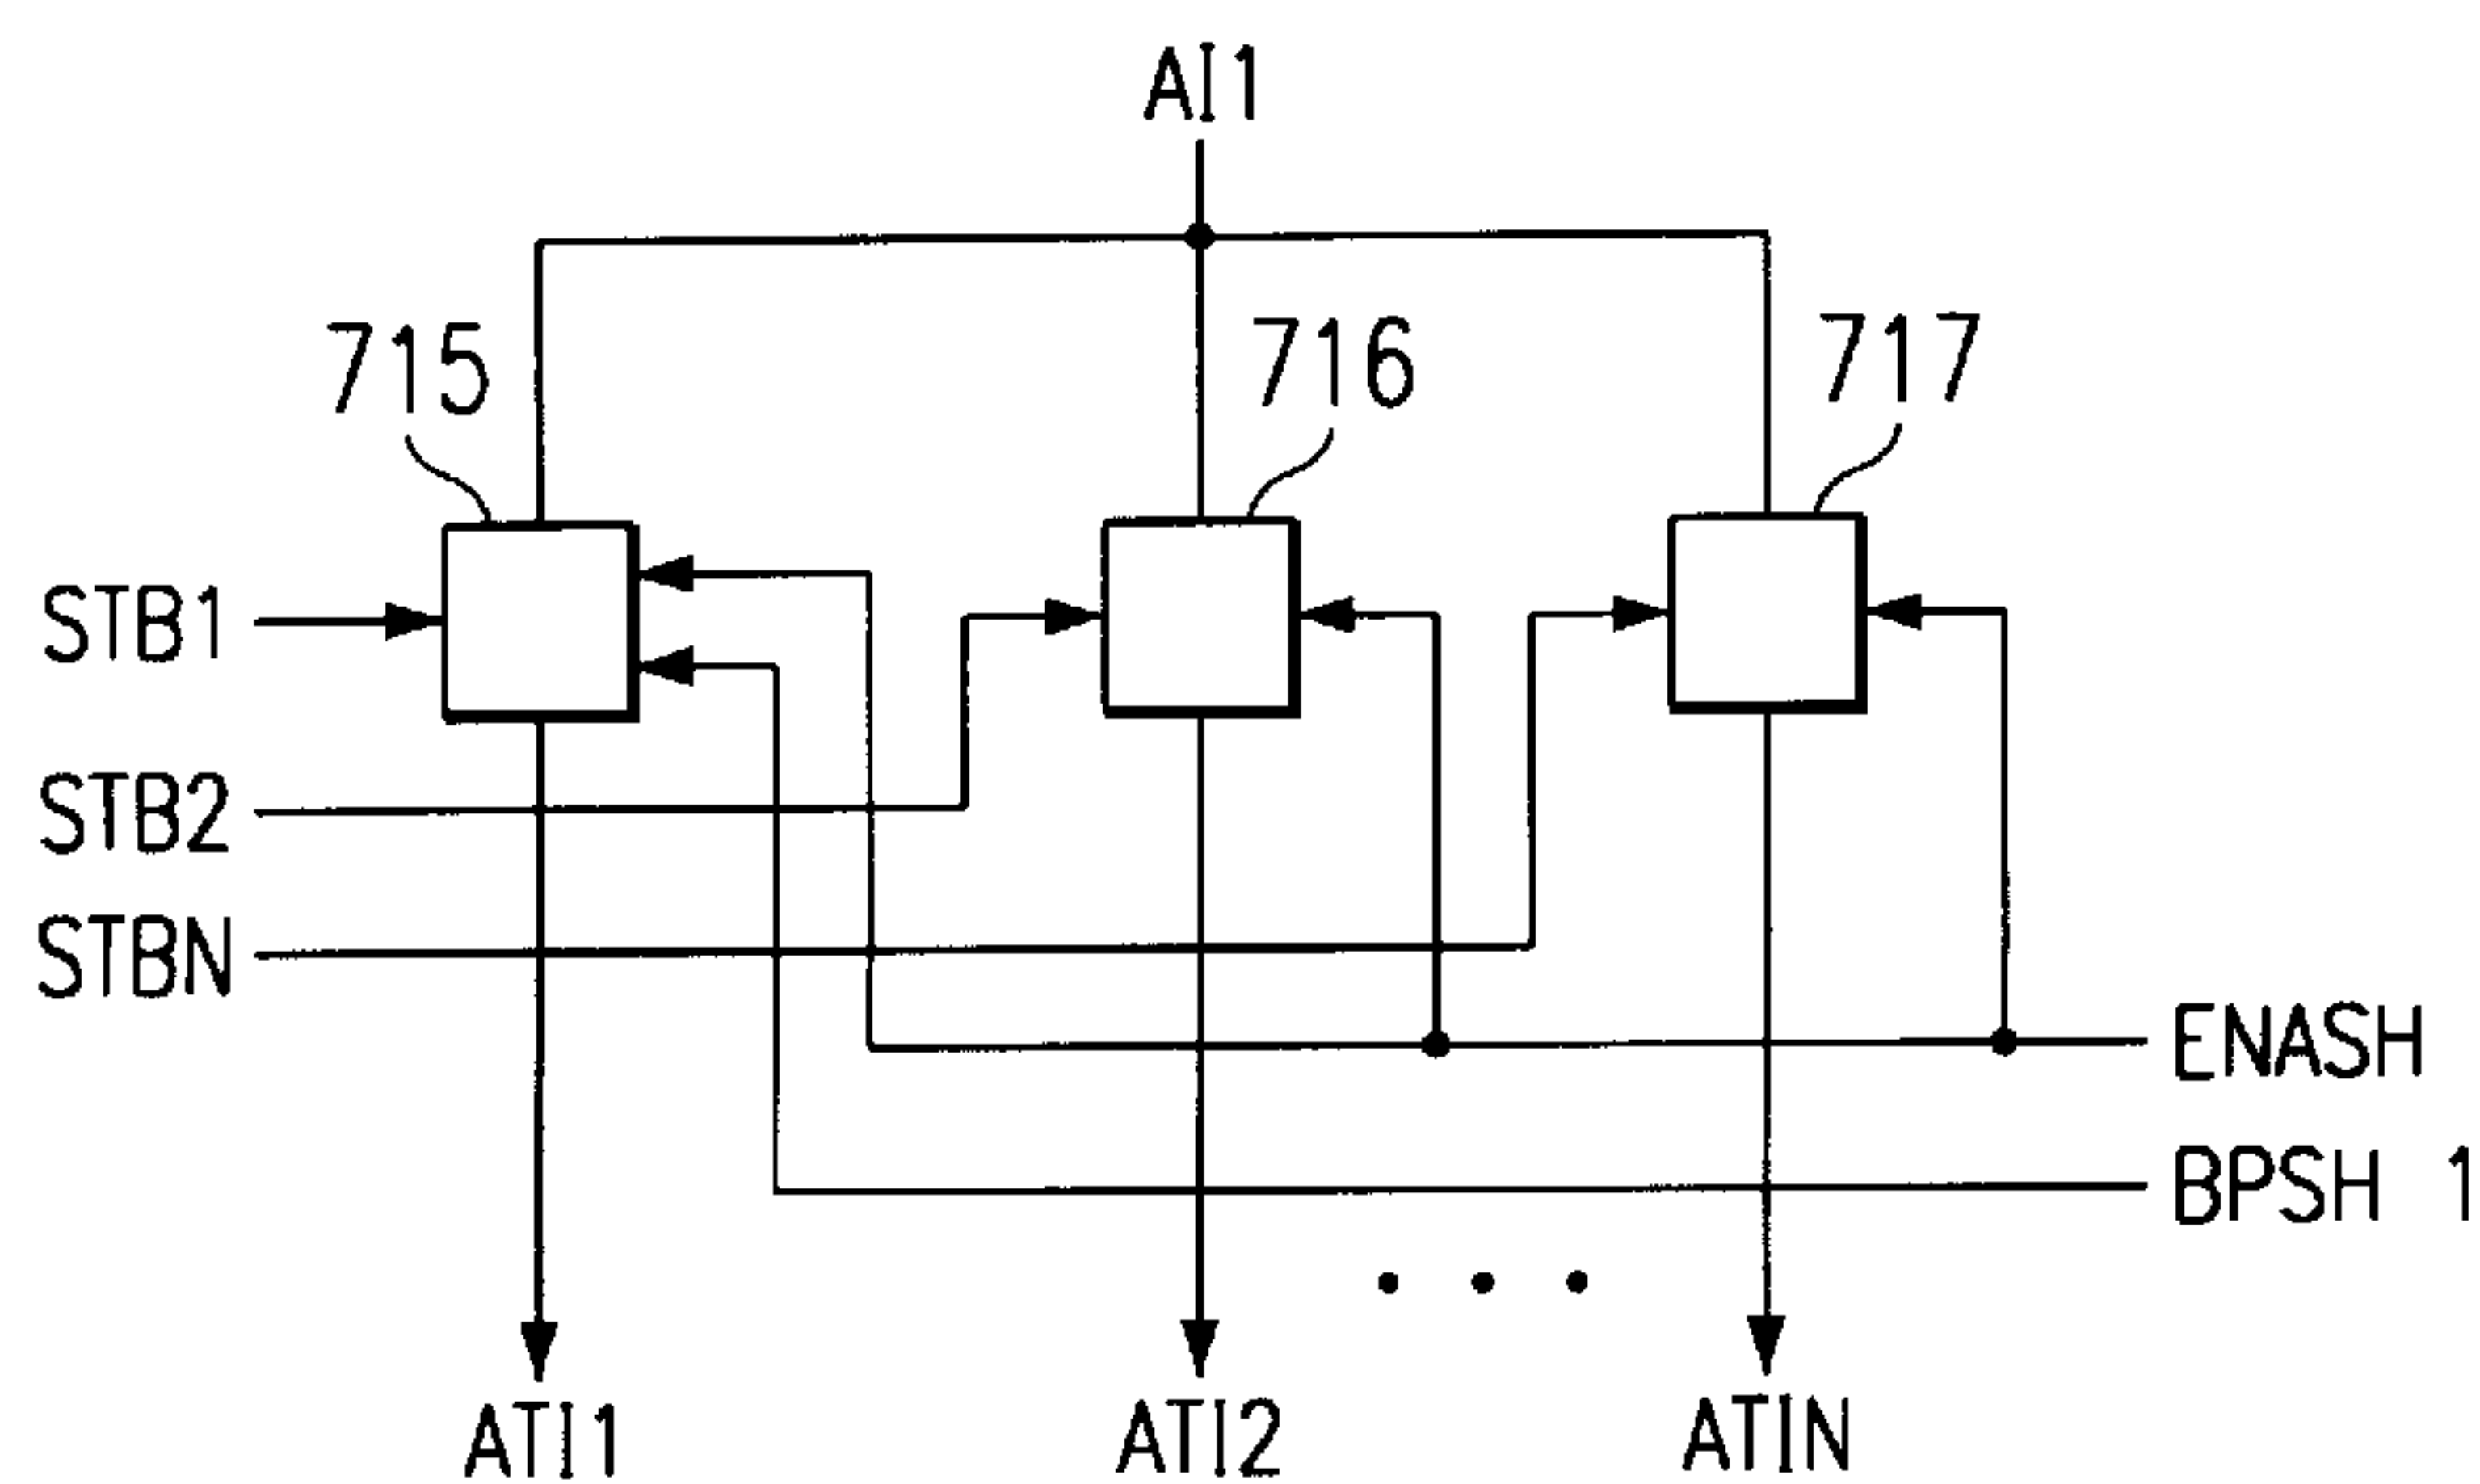 AI1
715
716
717
STB1
STB2
STBN
ENASH
BPSH 1
ATI1
ATI2
ATIN